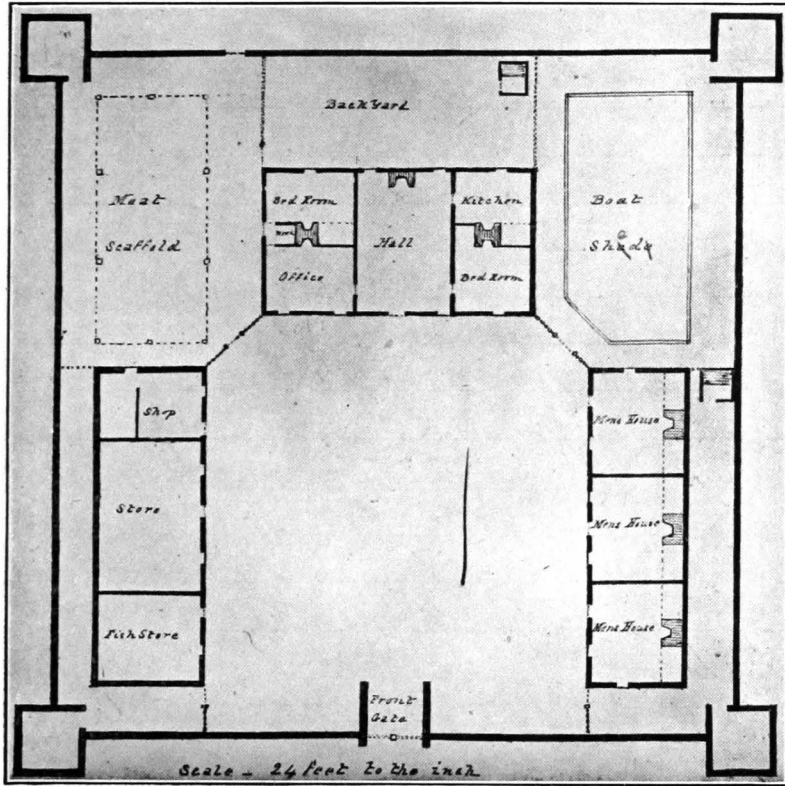 Back Yard
Meat
Scaffold
Bed Room
Hall
Kitchen
Office
Bed Room
Boat
Shade
e
Shop
Store
Fish Store
Mens House
Mens House
Mens House
Front
Gate
Scale _ 24 feet to the inch